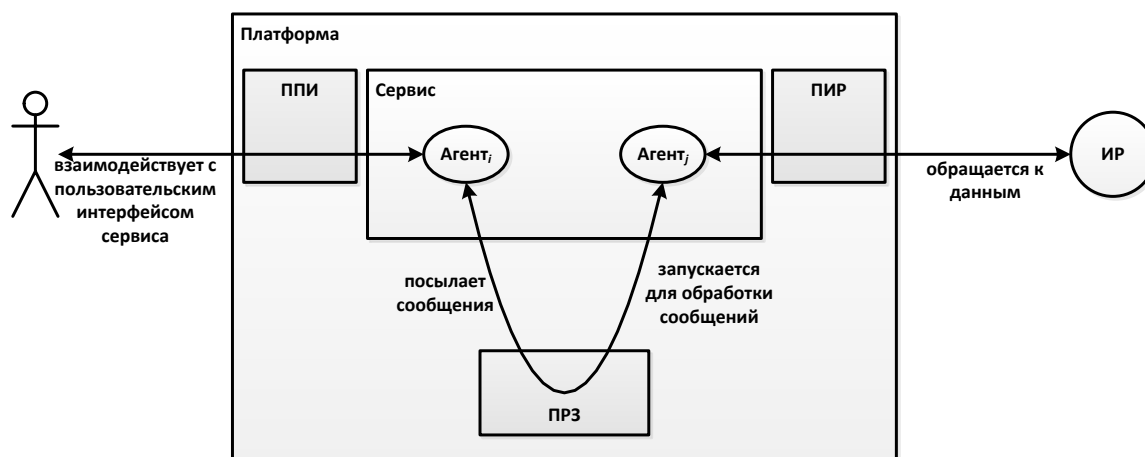 Платформа
ППИ
Сервис
ПИР
Агентi
Агентj
ИР
взаимодействует с
пользовательским
интерфейсом
сервиса
обращается к
данным
посылает
сообщения
запускается
для обработки
сообщений
ПРЗ